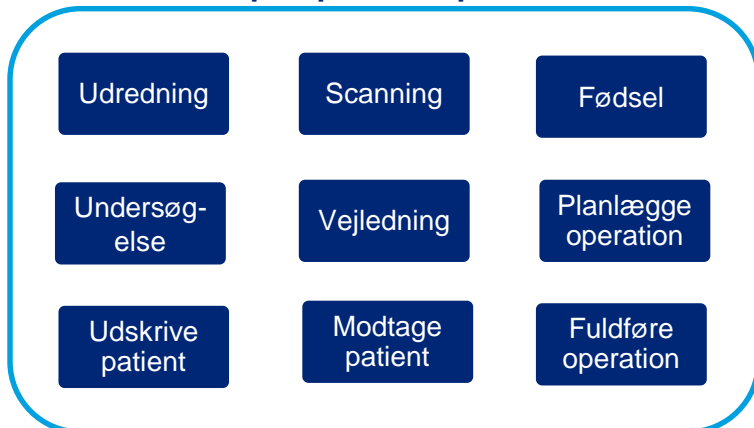 Udredning
Scanning
Fødsel
Undersøg-
else
Vejledning
Planlægge
operation
Udskrive
patient
Modtage
patient
Fuldføre
operation